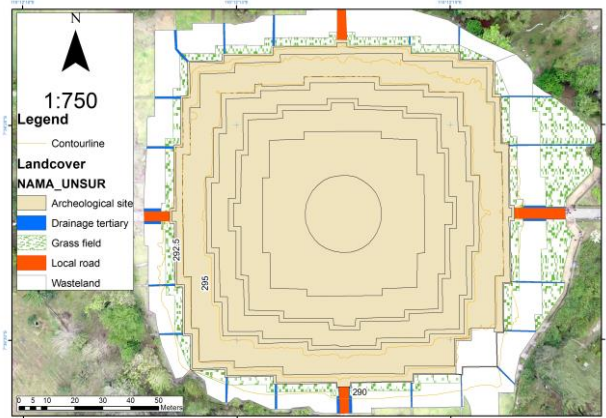 N
1:750
Legend
Contourline
Landcover
NAMA_UNSUR
Archeological site
Drainage tertiary
Grass field
Local road
Wasteland
0 5 10 20 30 40 50
Meters
292.5
295
290